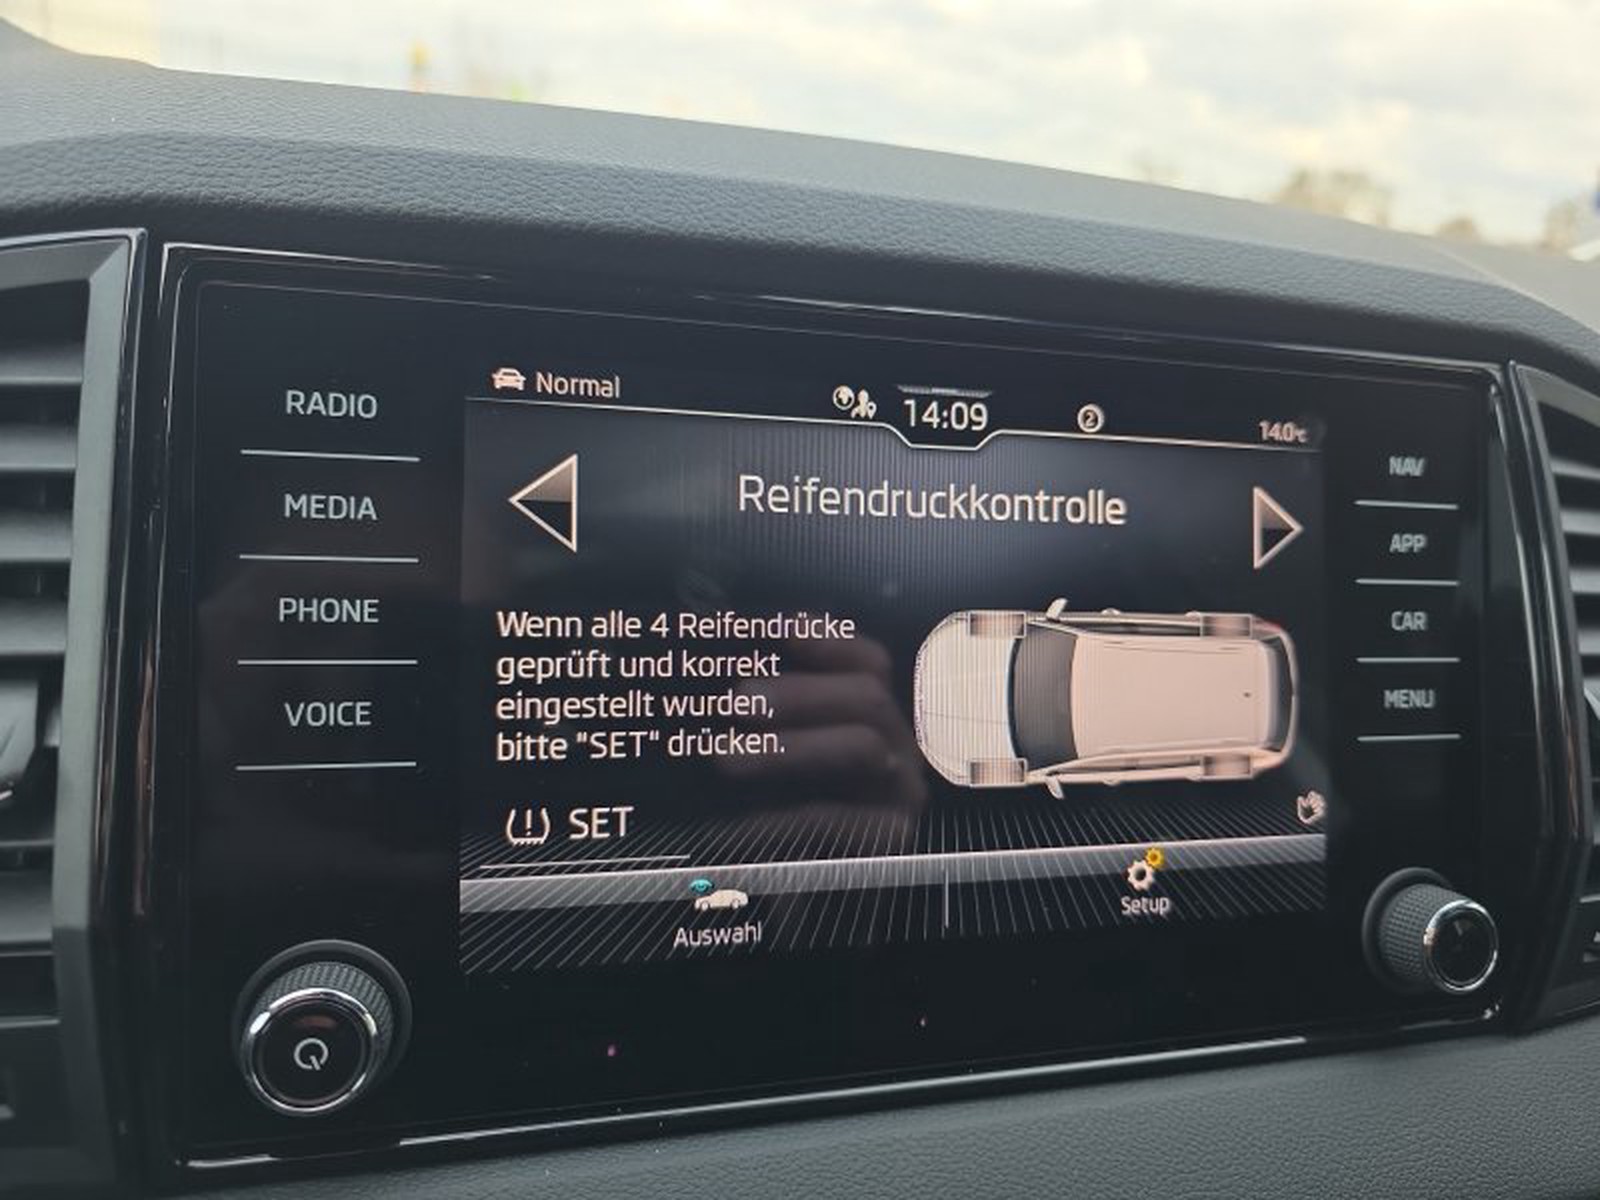 Normal
14:09
2
14.0°C
RADIO
MEDIA
PHONE
VOICE
Reifendruckkontrolle
Wenn alle 4 Reifendrücke
geprüft und korrekt
eingestellt wurden,
bitte "SET" drücken.
SET
Auswahl
Setup
NAV
APP
CAR
MENU